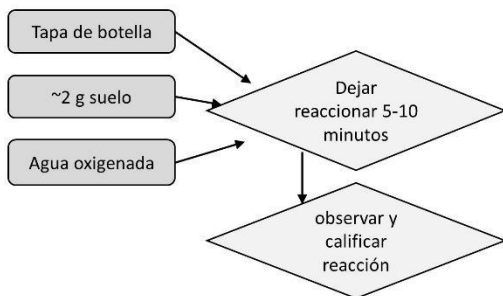 Tapa de botella
~2 g suelo
Agua oxigenada
Dejar
reaccionar 5-10
minutos
observar y
calificar
reacción